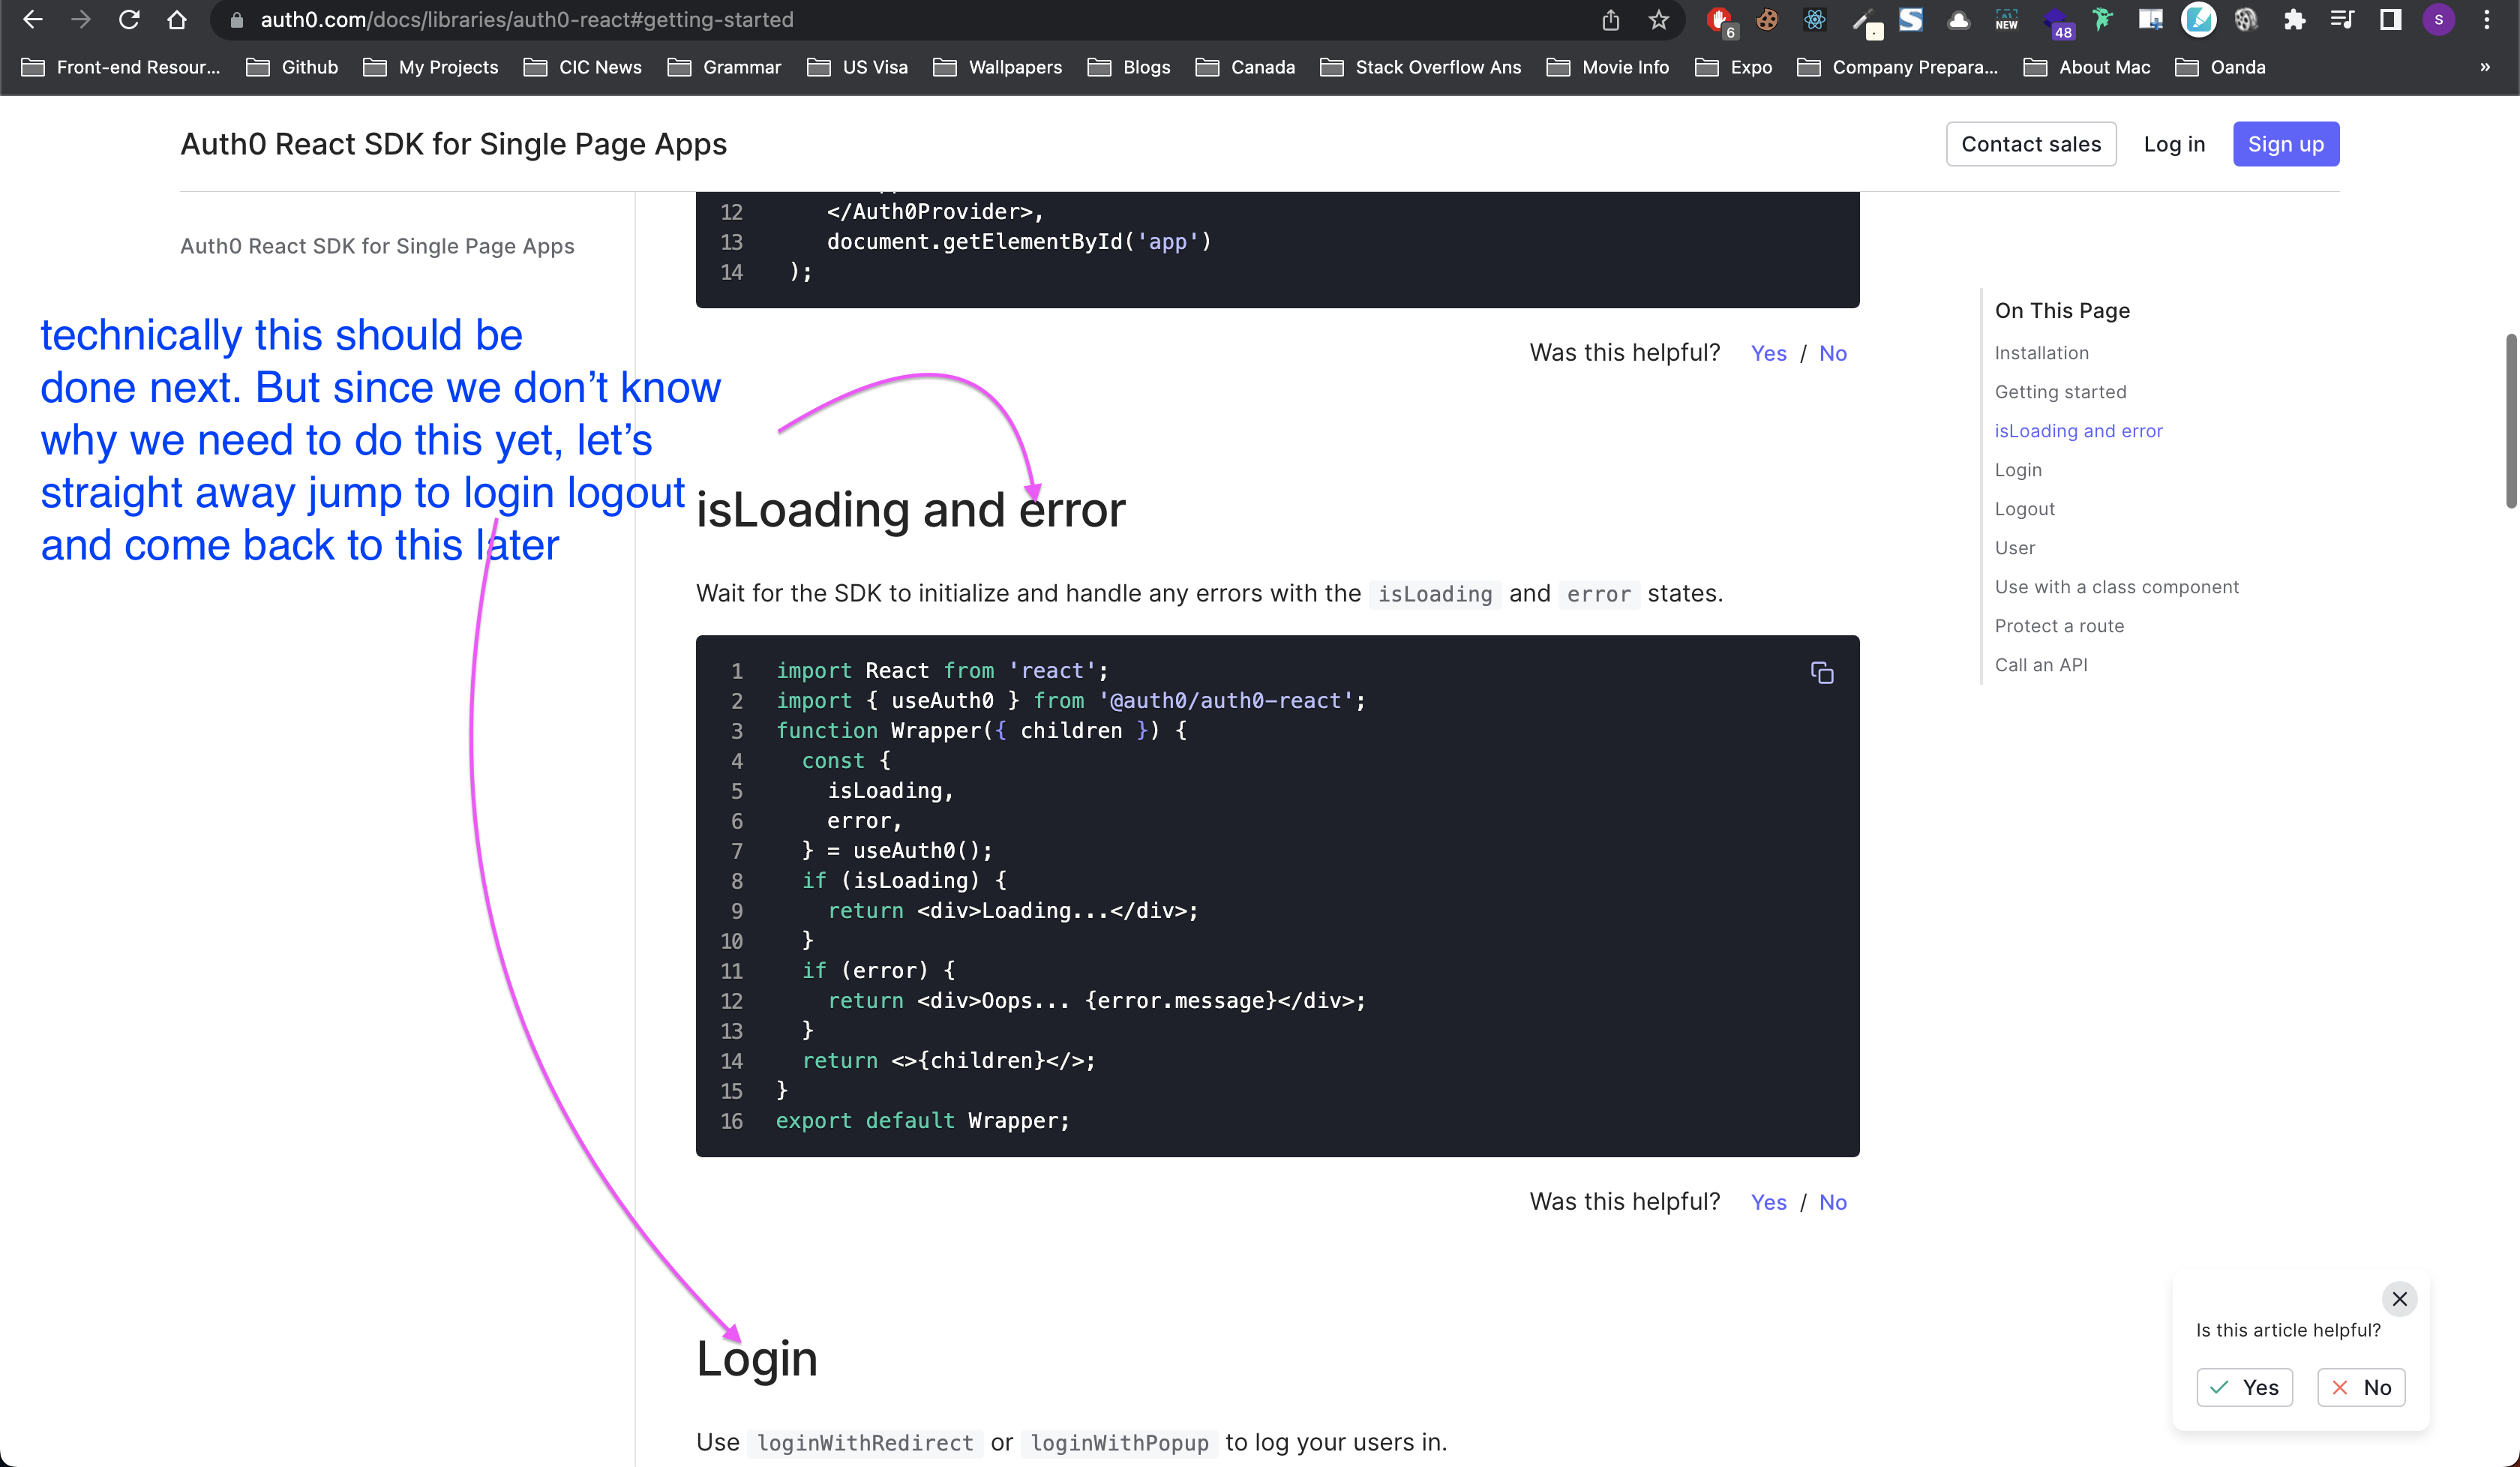 auth0.com/docs/libraries/auth0-react#getting-started
6
NEW
48
S
Front-end Resour...
Github
My Projects
CIC News
Grammar
US Visa
Wallpapers
Blogs
Canada
Stack Overflow Ans
Movie Info
Expo
Company Prepara...
About Mac
Oanda
»
Auth0 React SDK for Single Page Apps
Contact sales
Log in
Sign up
Auth0 React SDK for Single Page Apps
technically this should be
done next. But since we don’t know
why we need to do this yet, let’s
straight away jump to login logout
and come back to this later
12 </Auth0Provider>,
13 document.getElementById('app')
14 );
Was this helpful? Yes / No
isLoading and error
Wait for the SDK to initialize and handle any errors with the isLoading and error states.
1 import React from 'react';
2 import { useAuth0 } from '@auth0/auth0-react';
3 function Wrapper({ children }) {
4 const {
5 isLoading,
6 error,
7 } = useAuth0();
8 if (isLoading) {
9 return <div>Loading...</div>;
10 }
11 if (error) {
12 return <div>Oops... {error.message}</div>;
13 }
14 return <>{children}</>;
15 }
16 export default Wrapper;
Was this helpful? Yes / No
Login
Use loginWithRedirect or loginWithPopup to log your users in.
On This Page
Installation
Getting started
isLoading and error
Login
Logout
User
Use with a class component
Protect a route
Call an API
Is this article helpful?
Yes
No